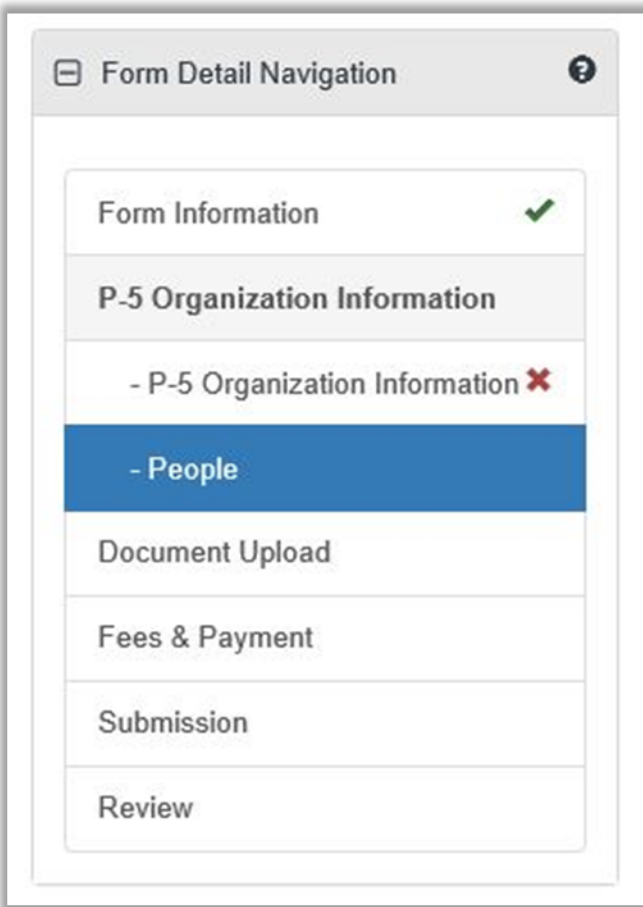 Form Detail Navigation
Form Information
P-5 Organization Information
- P-5 Organization Information
- People
Document Upload
Fees & Payment
Submission
Review